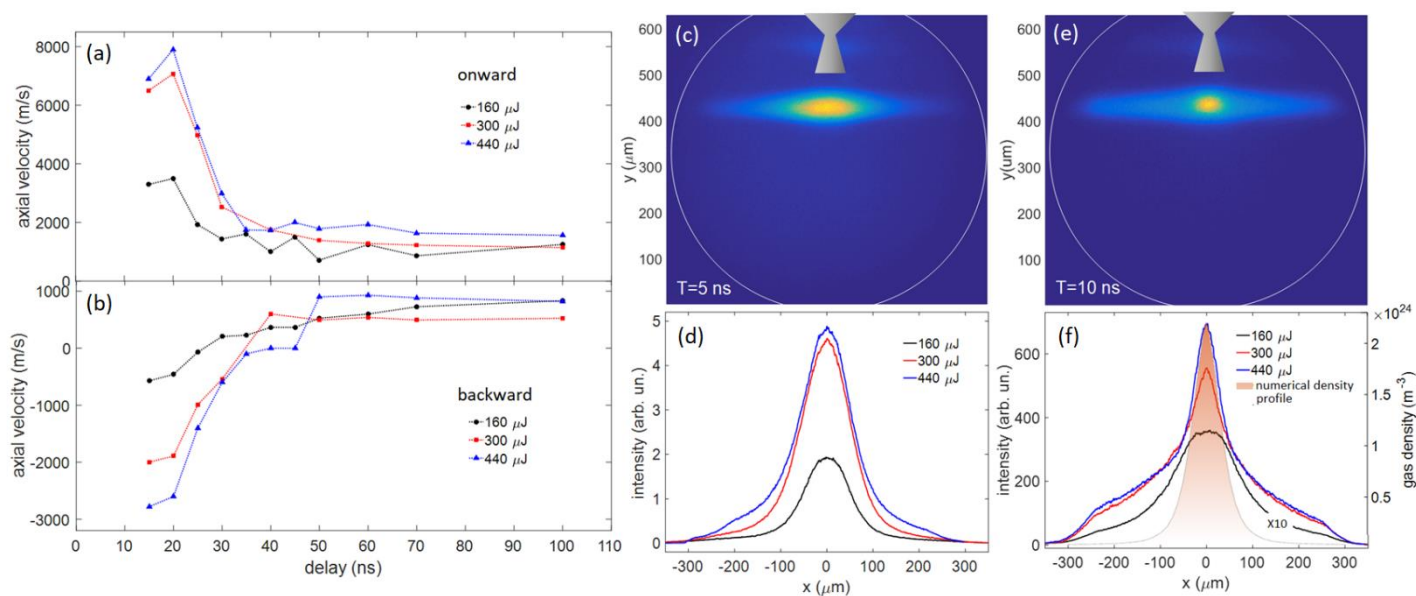 (a)
onward
160 μJ
300 μJ
440 μJ
axial velocity (m/s)
8000
6000
4000
2000
0
(b)
backward
160 μJ
300 μJ
440 μJ
axial velocity (m/s)
1000
0
-1000
-2000
-3000
0 10 20 30 40 50 60 70 80 90 100 110
delay (ns)
(c)
y (μm)
600
500
400
300
200
100
T=5 ns
(e)
y(um)
600
500
400
300
200
100
T=10 ns
(d)
160 μJ
300 μJ
440 μJ
intensity (arb. un.)
5
4
3
2
1
0
-300 -200 -100 0 100 200 300
x (μm)
(f)
160 μJ
300 μJ
440 μJ
numerical density
profile
X10
intensity (arb. un.)
600
400
200
0
×10²⁴
2
1.5
1
0.5
gas density (m⁻³)
-300 -200 -100 0 100 200 300
x (μm)